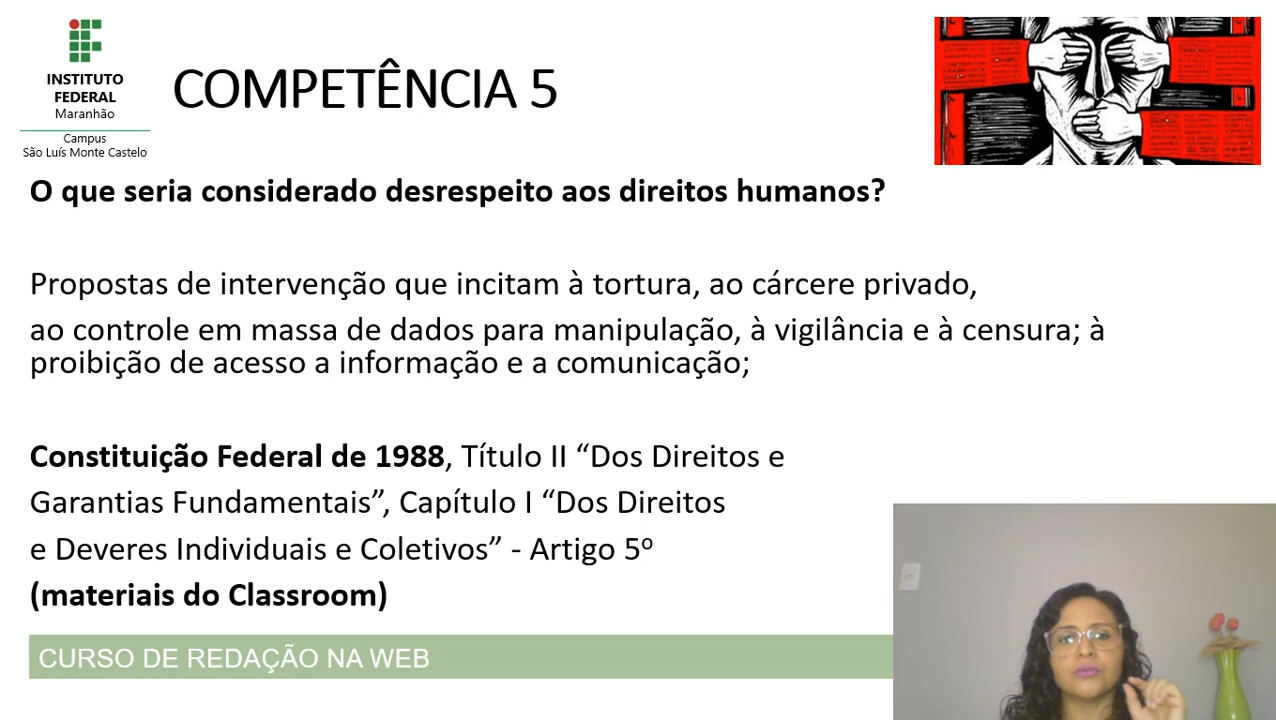 INSTITUTO
FEDERAL
Maranhão
Campus
São Luís Monte Castelo
COMPETÊNCIA 5
O que seria considerado desrespeito aos direitos humanos?
Propostas de intervenção que incitam à tortura, ao cárcere privado,
ao controle em massa de dados para manipulação, à vigilância e à censura; à
proibição de acesso a informação e a comunicação;
Constituição Federal de 1988, Título II “Dos Direitos e
Garantias Fundamentais”, Capítulo I “Dos Direitos
e Deveres Individuais e Coletivos” - Artigo 5º
(materiais do Classroom)
CURSO DE REDAÇÃO NA WEB